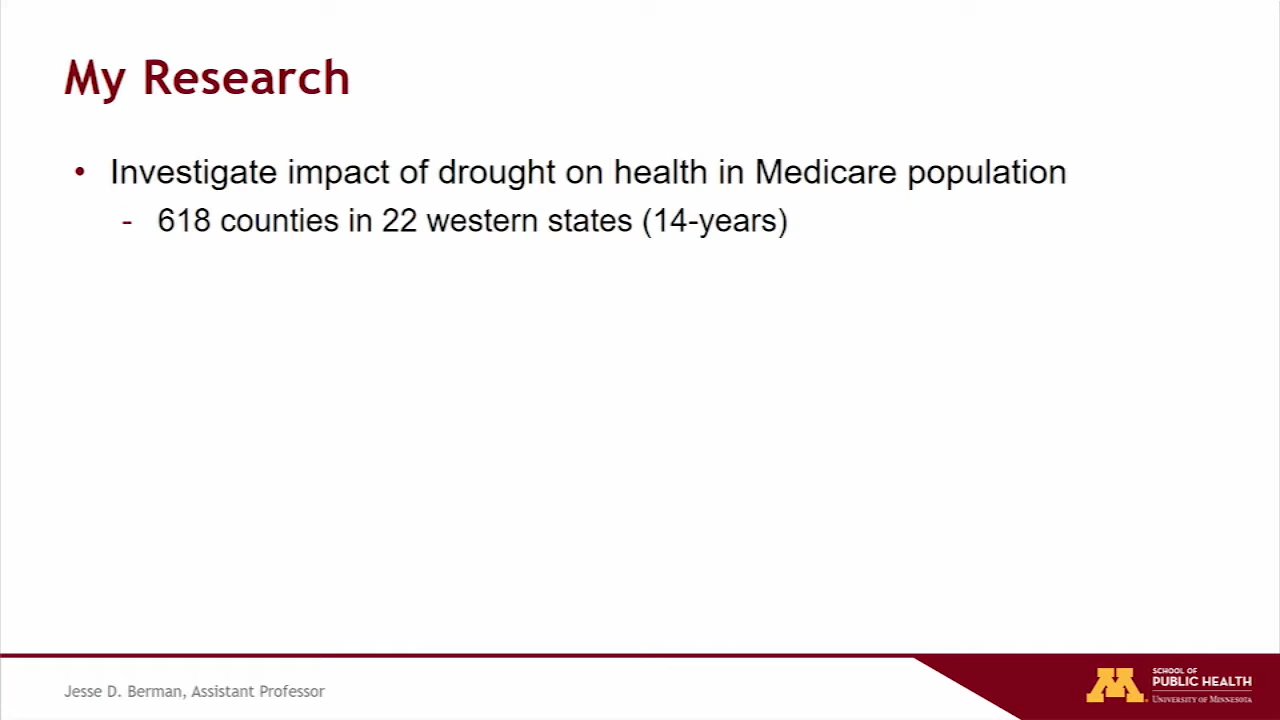 My Research
• Investigate impact of drought on health in Medicare population
- 618 counties in 22 western states (14-years)
Jesse D. Berman, Assistant Professor
M
SCHOOL OF
PUBLIC HEALTH
UNIVERSITY OF MINNESOTA